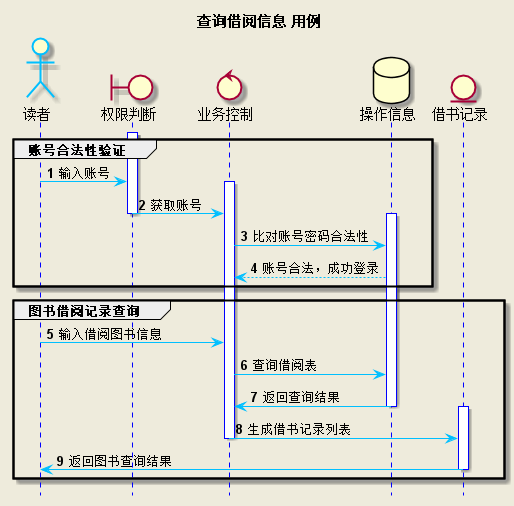 查询借阅信息 用例
读者
权限判断
业务控制
操作信息
借书记录
账号合法性验证
1 输入账号
2 获取账号
3 比对账号密码合法性
4 账号合法，成功登录
图书借阅记录查询
5 输入借阅图书信息
6 查询借阅表
7 返回查询结果
8 生成借书记录列表
9 返回图书查询结果